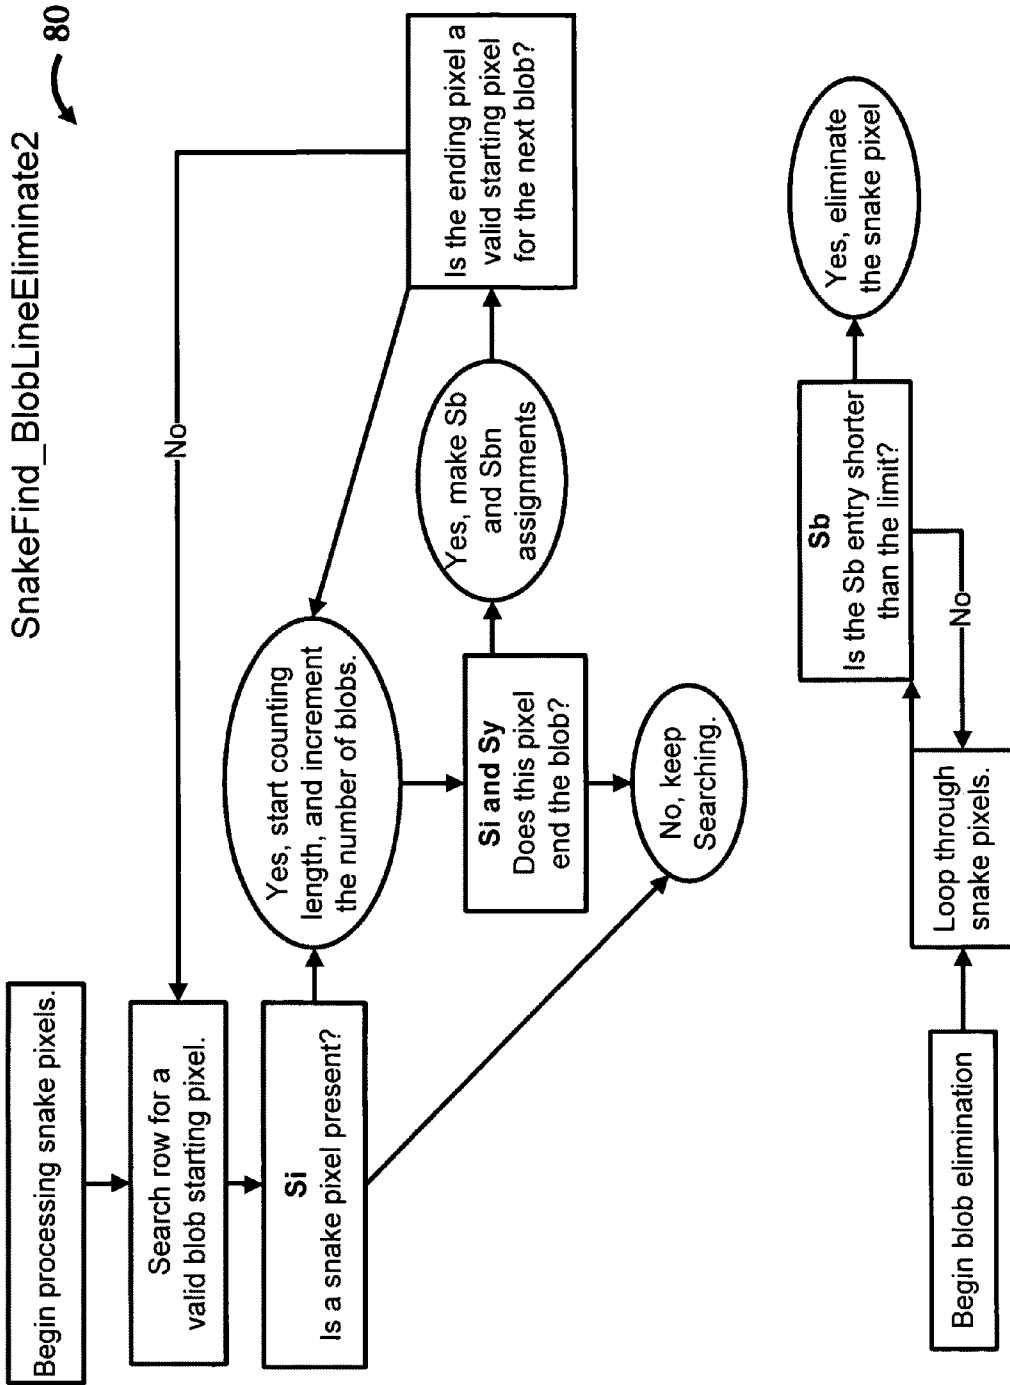 SnakeFind_BlobLineEliminate2
80
Begin processing snake pixels.
Search row for a
valid blob starting pixel.
Si
Is a snake pixel present?
No
Yes, start counting
length, and increment
the number of blobs.
Si and Sy
Does this pixel
end the blob?
No, keep
Searching.
Yes, make Sb
and Sbn
assignments
Is the ending pixel a
valid starting pixel
for the next blob?
Begin blob elimination
Loop through
snake pixels.
Sb
Is the Sb entry shorter
than the limit?
No
Yes, eliminate
the snake pixel